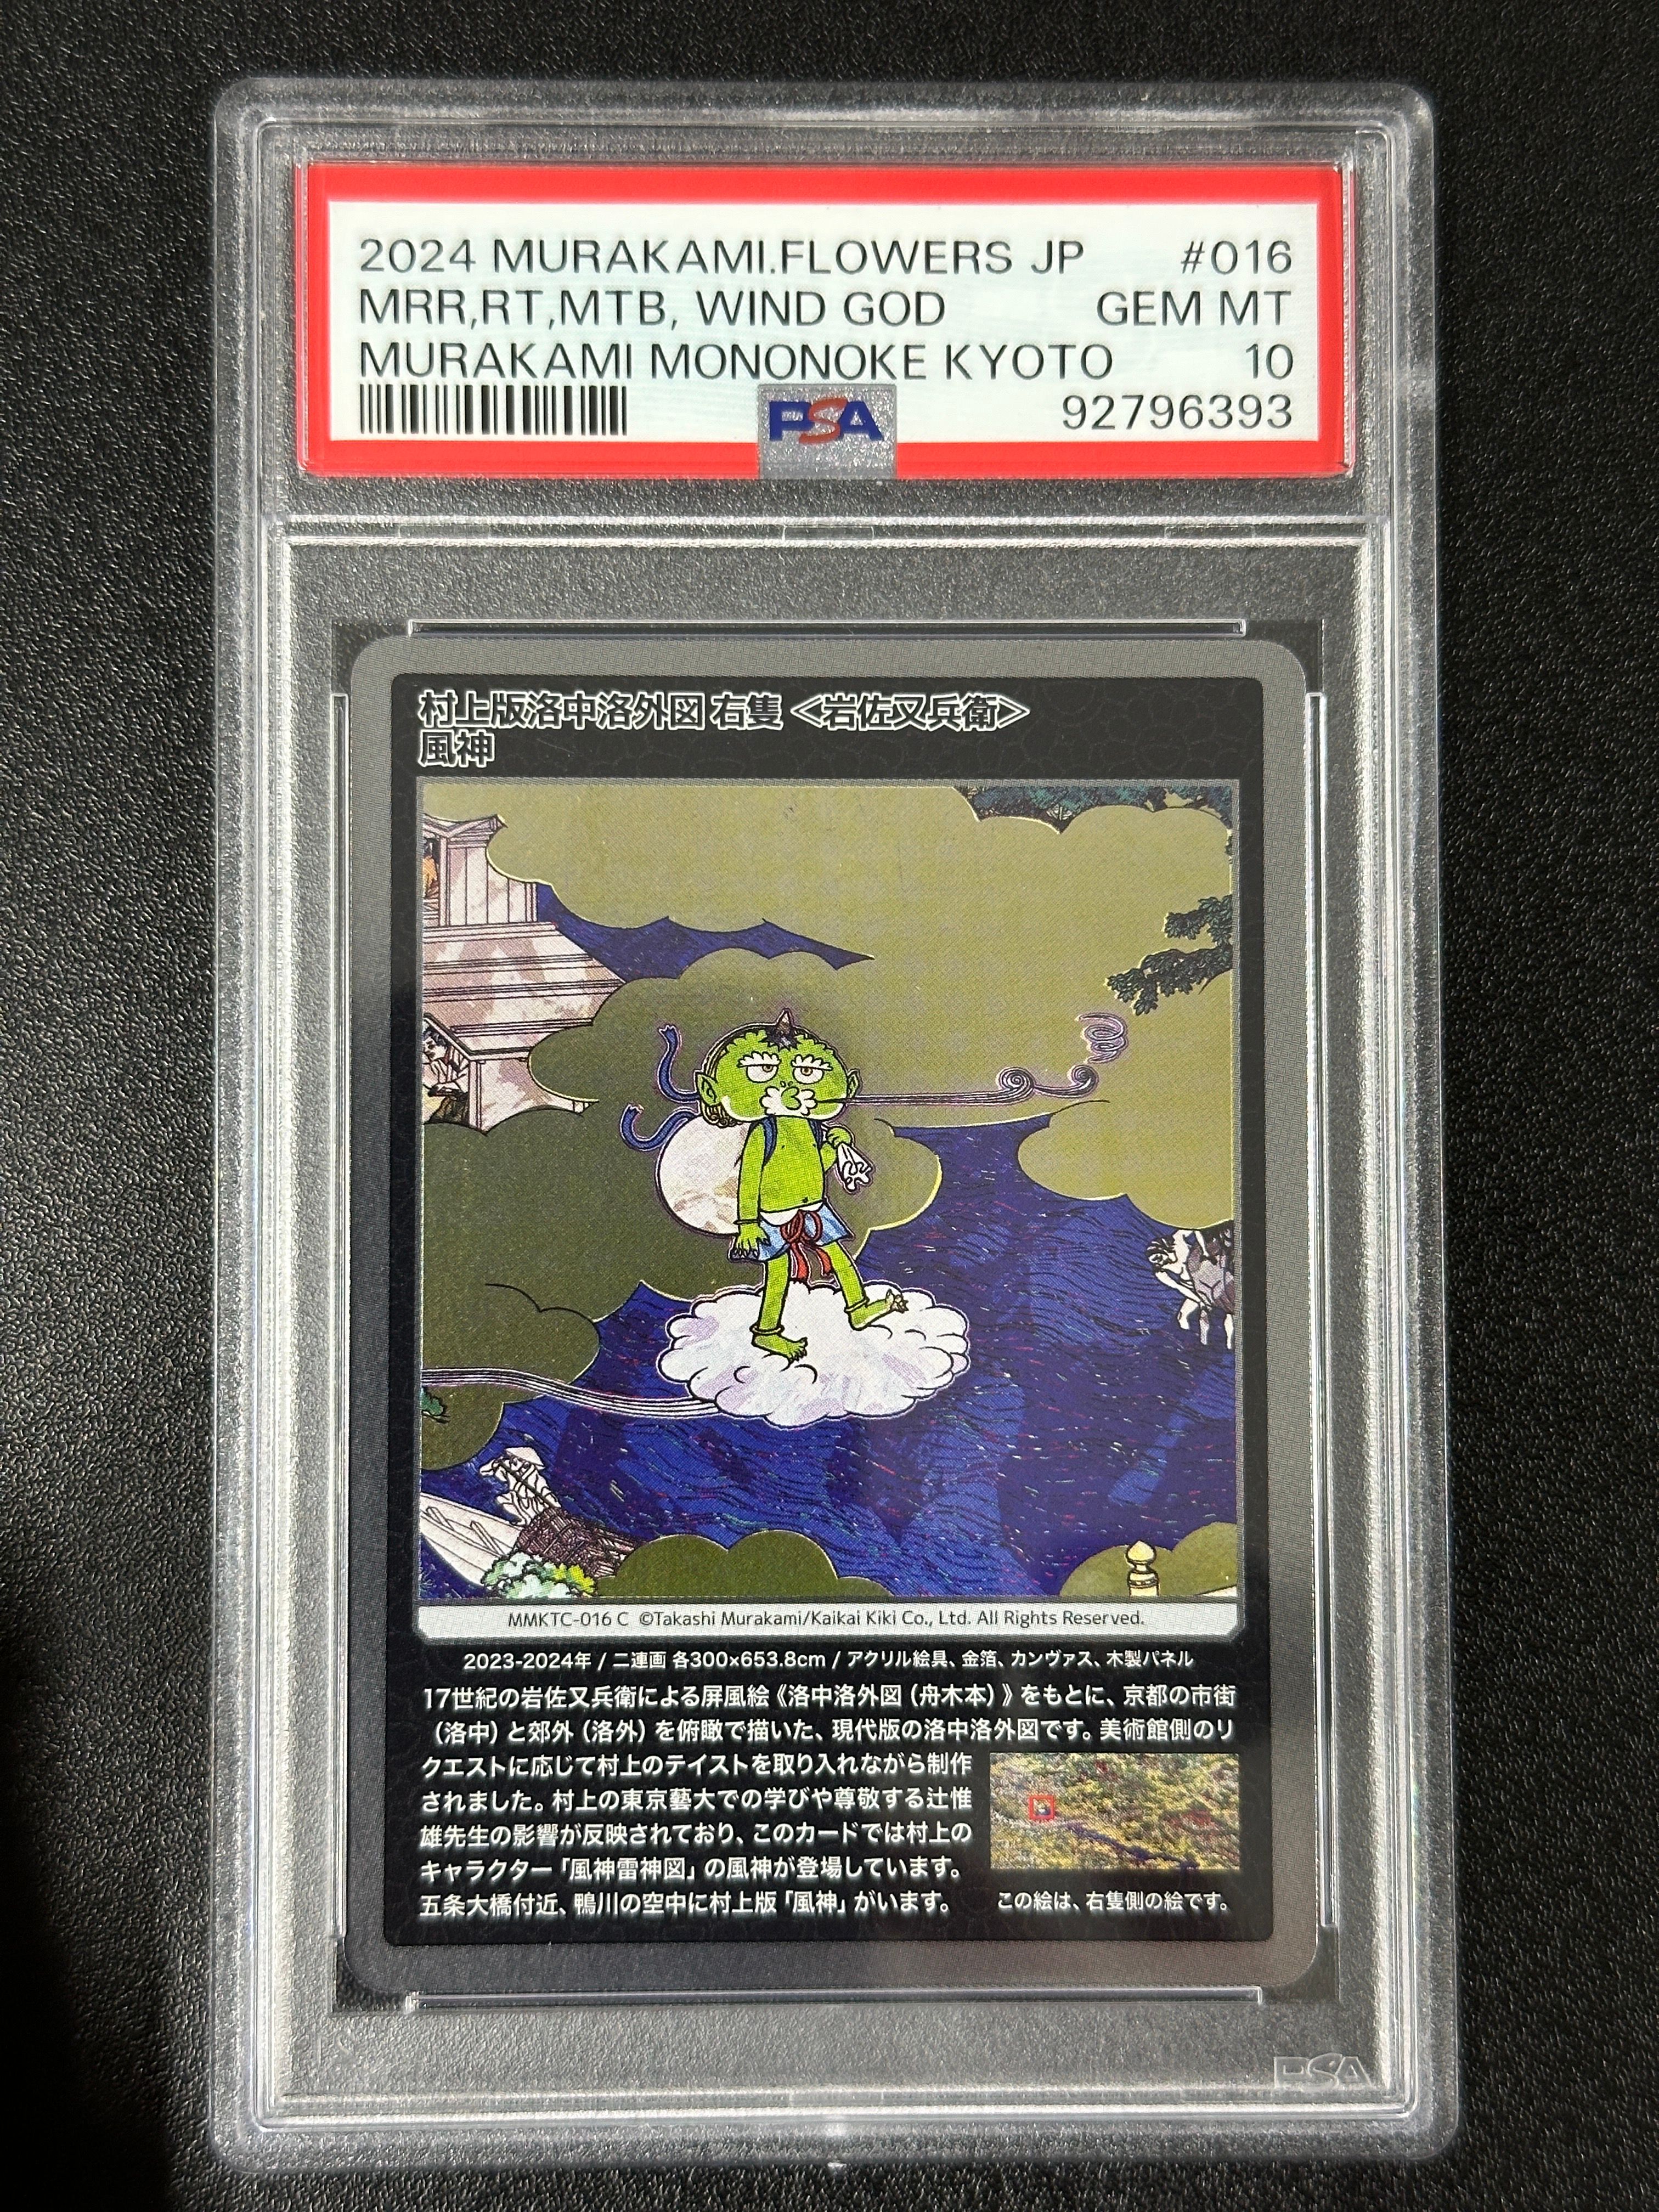 2024 MURAKAMI.FLOWERS JP #016
MRR,RT,MTB, WIND GOD GEM MT
MURAKAMI MONONOKE KYOTO 10
PSA 92796393
村上版洛中洛外図 右隻 <岩佐又兵衛>
風神
MMKTC-016 C ©Takashi Murakami/Kaikai Kiki Co., Ltd. All Rights Reserved.
2023-2024年 / 二連画 各300×653.8cm / アクリル絵具、金箔、カンヴァス、木製パネル
17世紀の岩佐又兵衛による屏風絵《洛中洛外図（舟木本）》をもとに、京都の市街
（洛中）と郊外（洛外）を俯瞰で描いた、現代版の洛中洛外図です。美術館側のリ
クエストに応じて村上のテイストを取り入れながら制作
されました。村上の東京藝大での学びや尊敬する辻惟
雄先生の影響が反映されており、このカードでは村上の
キャラクター「風神雷神図」の風神が登場しています。
五条大橋付近、鴨川の空中に村上版「風神」がいます。
この絵は、右隻側の絵です。
PSA